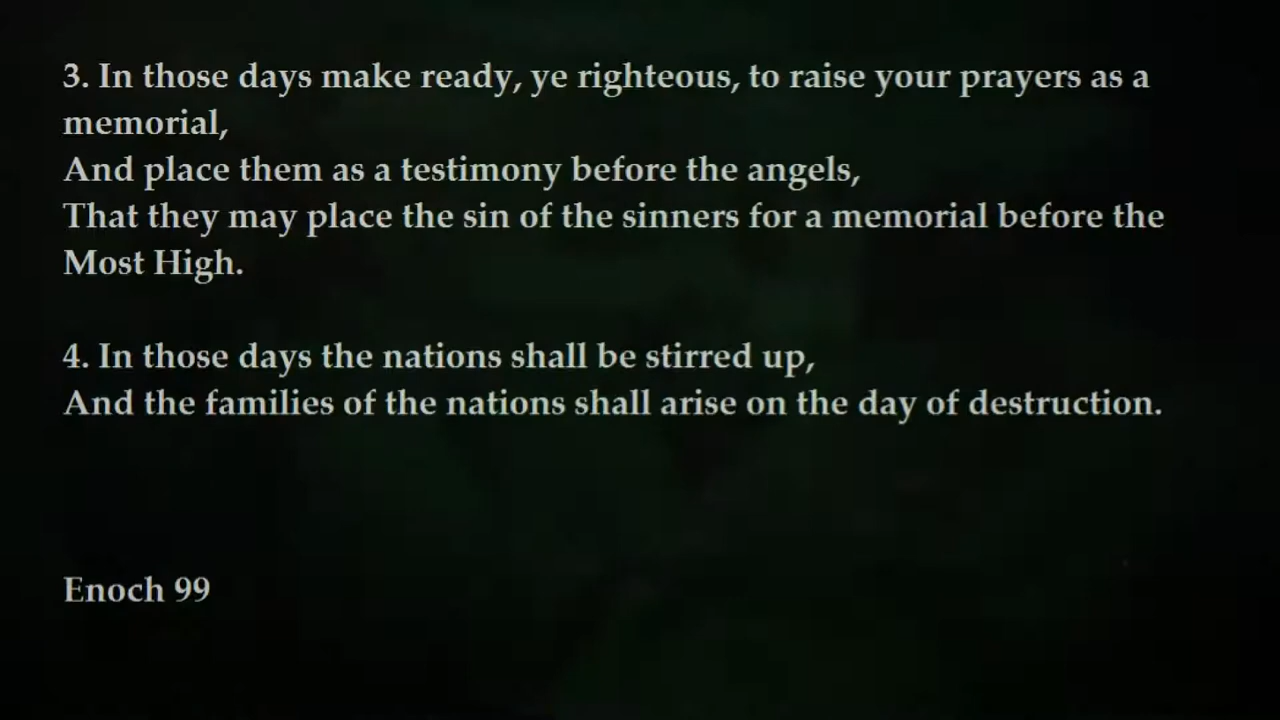 3. In those days make ready, ye righteous, to raise your prayers as a
memorial,
And place them as a testimony before the angels,
That they may place the sin of the sinners for a memorial before the
Most High.
4. In those days the nations shall be stirred up,
And the families of the nations shall arise on the day of destruction.
Enoch 99